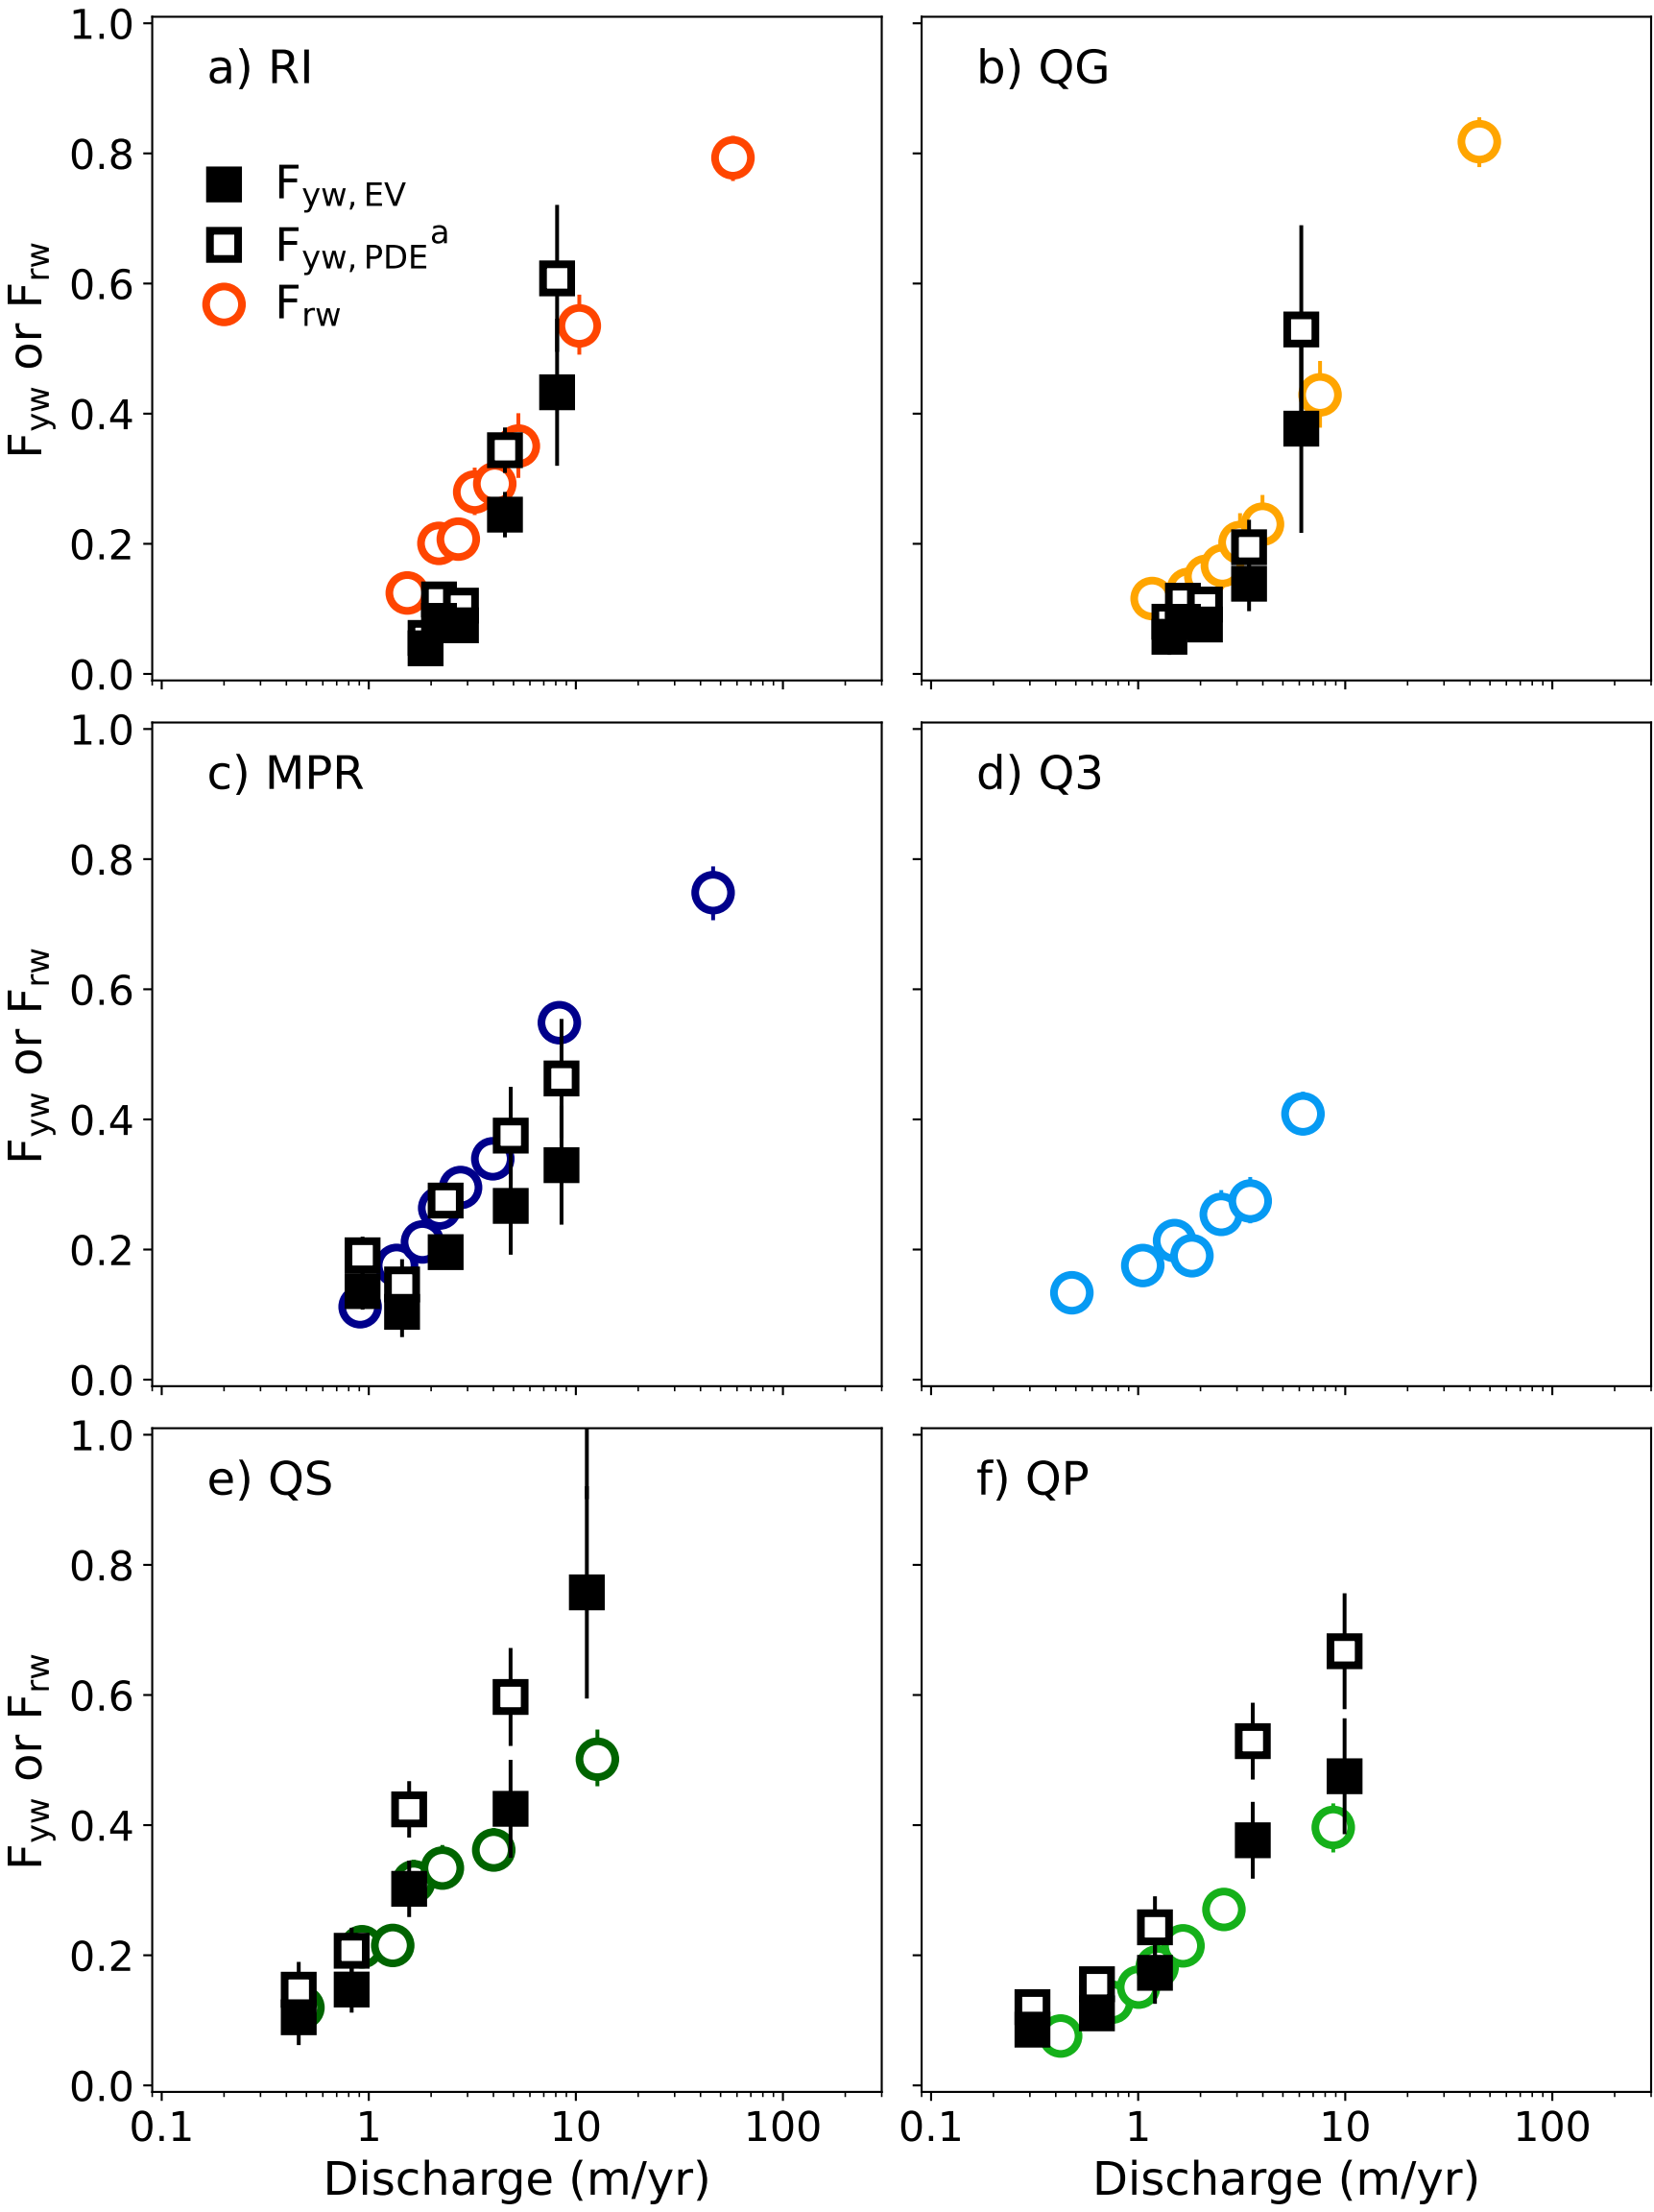 a) RI
b) QG
F_yw, EV
F_yw, PDE^a
F_rw
1.0
0.8
0.6
0.4
0.2
0.0
F_yw or F_rw
c) MPR
d) Q3
1.0
0.8
0.6
0.4
0.2
0.0
F_yw or F_rw
e) QS
f) QP
1.0
0.8
0.6
0.4
0.2
0.0
F_yw or F_rw
0.1 1 10 100
0.1 1 10 100
Discharge (m/yr)
Discharge (m/yr)